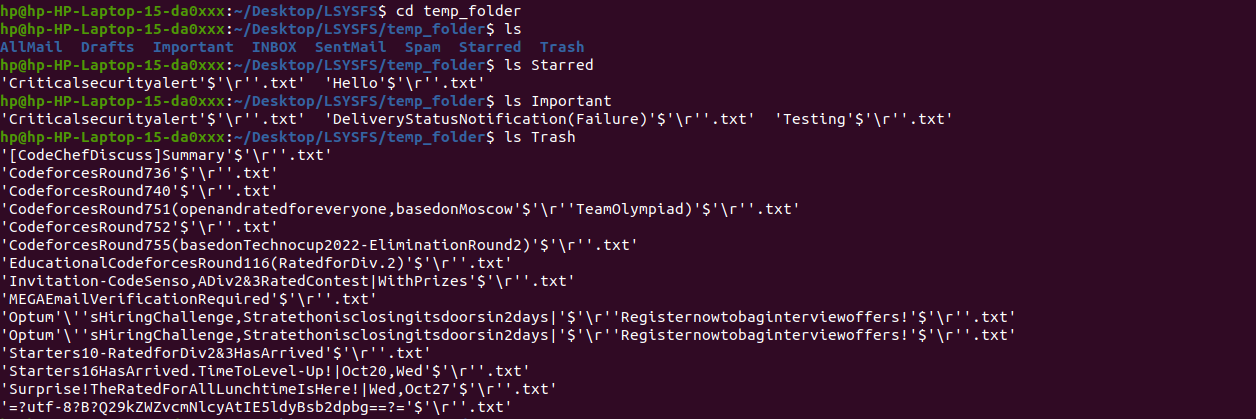 hp@hp-HP-Laptop-15-da0xxx:~/Desktop/LSYSFS$ cd temp_folder
hp@hp-HP-Laptop-15-da0xxx:~/Desktop/LSYSFS/temp_folder$ ls
AllMail  Drafts  Important  INBOX  SentMail  Spam  Starred  Trash
hp@hp-HP-Laptop-15-da0xxx:~/Desktop/LSYSFS/temp_folder$ ls Starred
'Criticalsecurityalert'$'\r''.txt'  'Hello'$'\r''.txt'
hp@hp-HP-Laptop-15-da0xxx:~/Desktop/LSYSFS/temp_folder$ ls Important
'Criticalsecurityalert'$'\r''.txt'  'DeliveryStatusNotification(Failure)'$'\r''.txt'  'Testing'$'\r''.txt'
hp@hp-HP-Laptop-15-da0xxx:~/Desktop/LSYSFS/temp_folder$ ls Trash
'[CodeChefDiscuss]Summary'$'\r''.txt'
'CodeforcesRound736'$'\r''.txt'
'CodeforcesRound740'$'\r''.txt'
'CodeforcesRound751(openandratedforeveryone,basedonMoscow'$'\r''TeamOlympiad)'$'\r''.txt'
'CodeforcesRound752'$'\r''.txt'
'CodeforcesRound755(basedonTechnocup2022-EliminationRound2)'$'\r''.txt'
'EducationalCodeforcesRound116(RatedforDiv.2)'$'\r''.txt'
'Invitation-CodeSenso,ADiv2&3RatedContest|WithPrizes'$'\r''.txt'
'MEGAEmailVerificationRequired'$'\r''.txt'
'Optum'\''sHiringChallenge,Stratethonisclosingitsdoorsin2days|'$'\r''Registernowtobaginterviewoffers!'$'\r''.txt'
'Optum'\''sHiringChallenge,Stratethonisclosingitsdoorsin2days|'$'\r''Registernowtobaginterviewoffers!'$'\r''.txt'
'Starters10-RatedforDiv2&3HasArrived'$'\r''.txt'
'Starters16HasArrived.TimeToLevel-Up!|Oct20,Wed'$'\r''.txt'
'Surprise!TheRatedForAllLunchtimeIsHere!|Wed,Oct27'$'\r''.txt'
'=?utf-8?B?Q29kZWZvcmNlcyAtIE5ldyBsb2dpbg==?='$'\r''.txt'